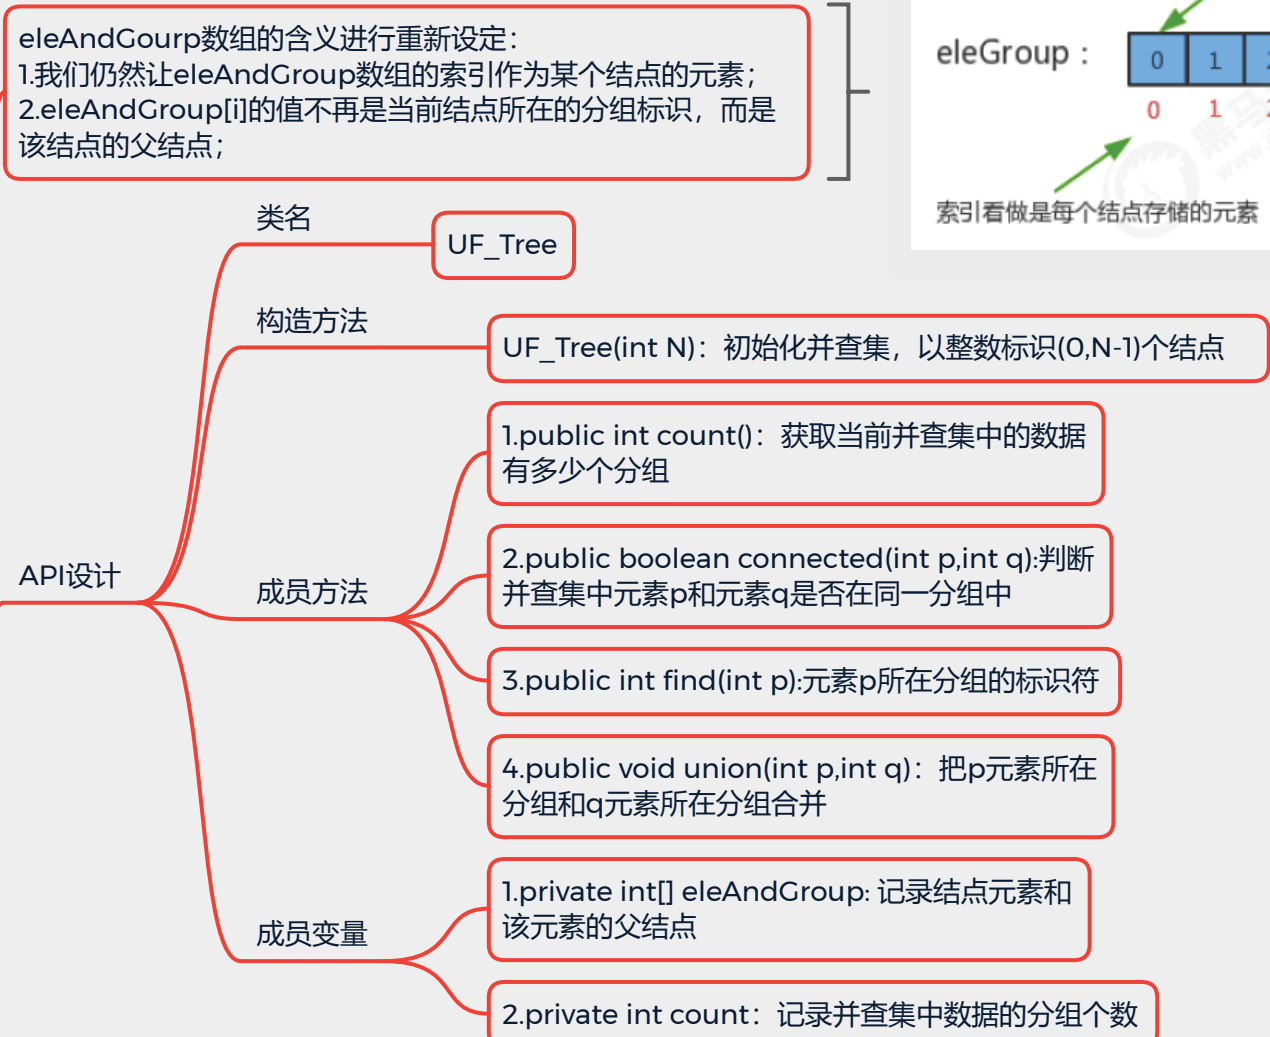 eleAndGourp数组的含义进行重新设定：
1.我们仍然让eleAndGroup数组的索引作为某个结点的元素；
2.eleAndGroup[i]的值不再是当前结点所在的分组标识，而是
该结点的父结点；
eleGroup：
0 1
0 1
索引看做是每个结点存储的元素
类名
UF_Tree
构造方法
UF_Tree(int N)：初始化并查集，以整数标识(0,N-1)个结点
API设计
成员方法
1.public int count()：获取当前并查集中的数据
有多少个分组
2.public boolean connected(int p,int q):判断
并查集中元素p和元素q是否在同一分组中
3.public int find(int p):元素p所在分组的标识符
4.public void union(int p,int q)：把p元素所在
分组和q元素所在分组合并
成员变量
1.private int[] eleAndGroup: 记录结点元素和
该元素的父结点
2.private int count：记录并查集中数据的分组个数